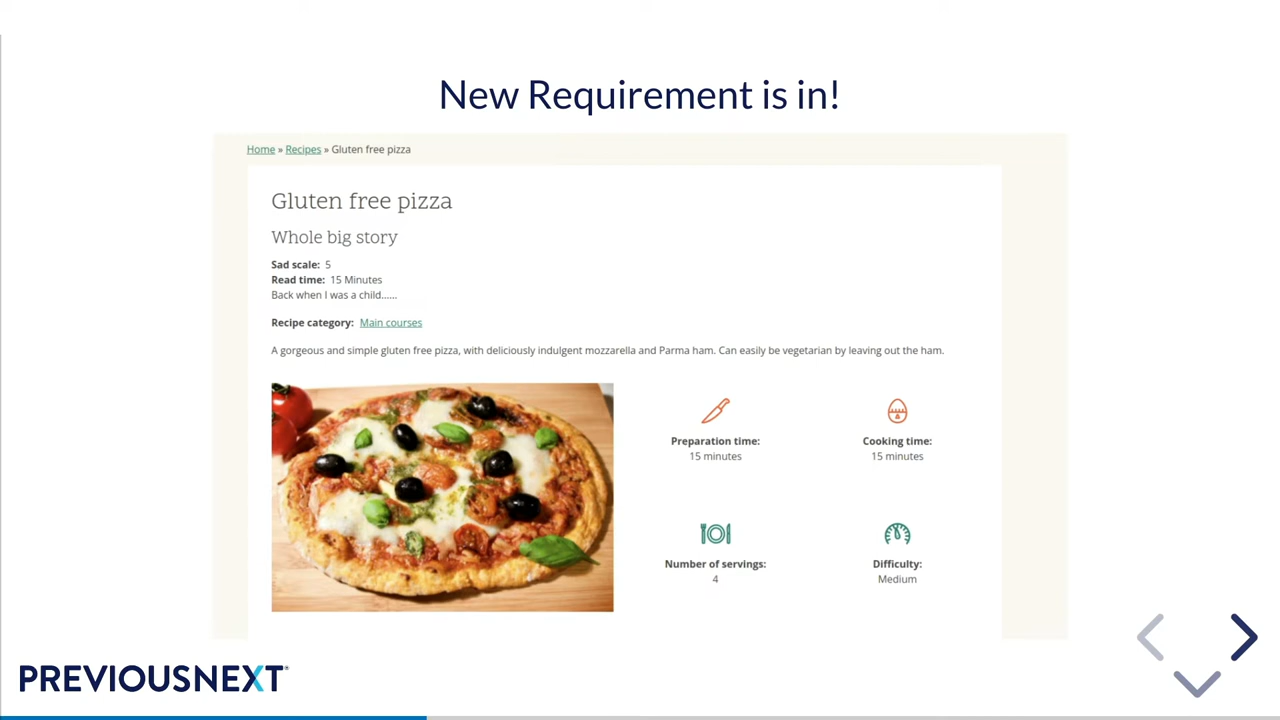 New Requirement is in!
Home » Recipes » Gluten free pizza
Gluten free pizza
Whole big story
Sad scale: 5
Read time: 15 Minutes
Back when I was a child......
Recipe category: Main courses
A gorgeous and simple gluten free pizza, with deliciously indulgent mozzarella and Parma ham. Can easily be vegetarian by leaving out the ham.
Preparation time:
15 minutes
Cooking time:
15 minutes
Number of servings:
4
Difficulty:
Medium
PREVIOUSNEXT